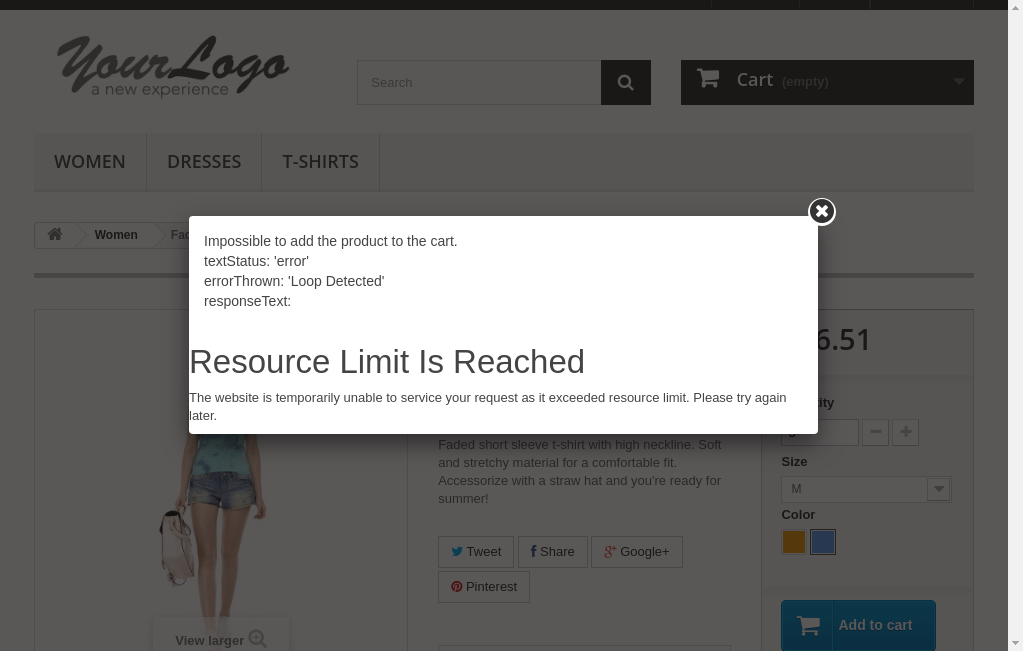 YourLogo
a new experience
Search
Cart (empty)
WOMEN
DRESSES
T-SHIRTS
Women
Impossible to add the product to the cart.
textStatus: 'error'
errorThrown: 'Loop Detected'
responseText:
Resource Limit Is Reached
The website is temporarily unable to service your request as it exceeded resource limit. Please try again
later.
6.51
Faded short sleeve t-shirt with high neckline. Soft
and stretchy material for a comfortable fit.
Accessorize with a straw hat and you're ready for
summer!
Tweet
Share
Google+
Pinterest
View larger
Size
M
Color
Add to cart